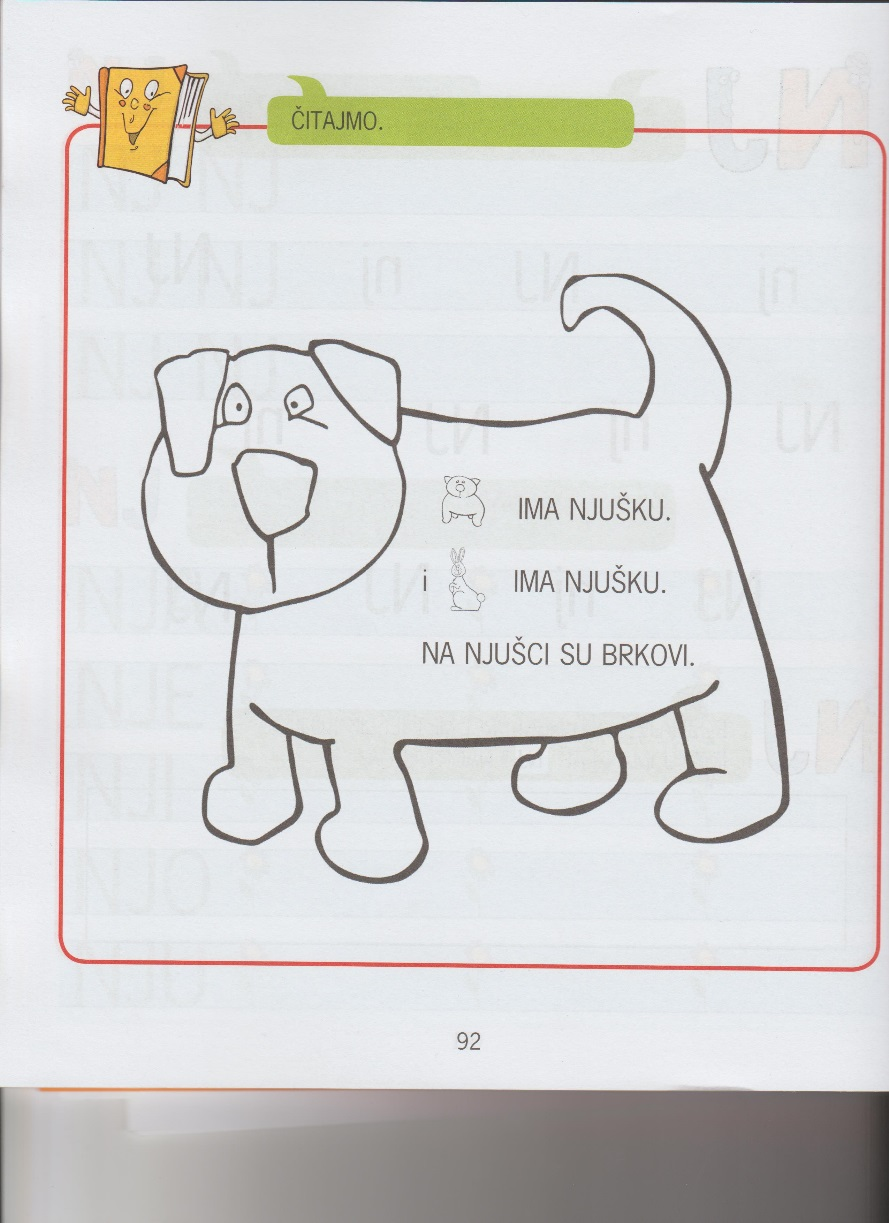 ČITAJMO.
IMA NJUŠKU.
i IMA NJUŠKU.
NA NJUŠCI SU BRKOVI.
92